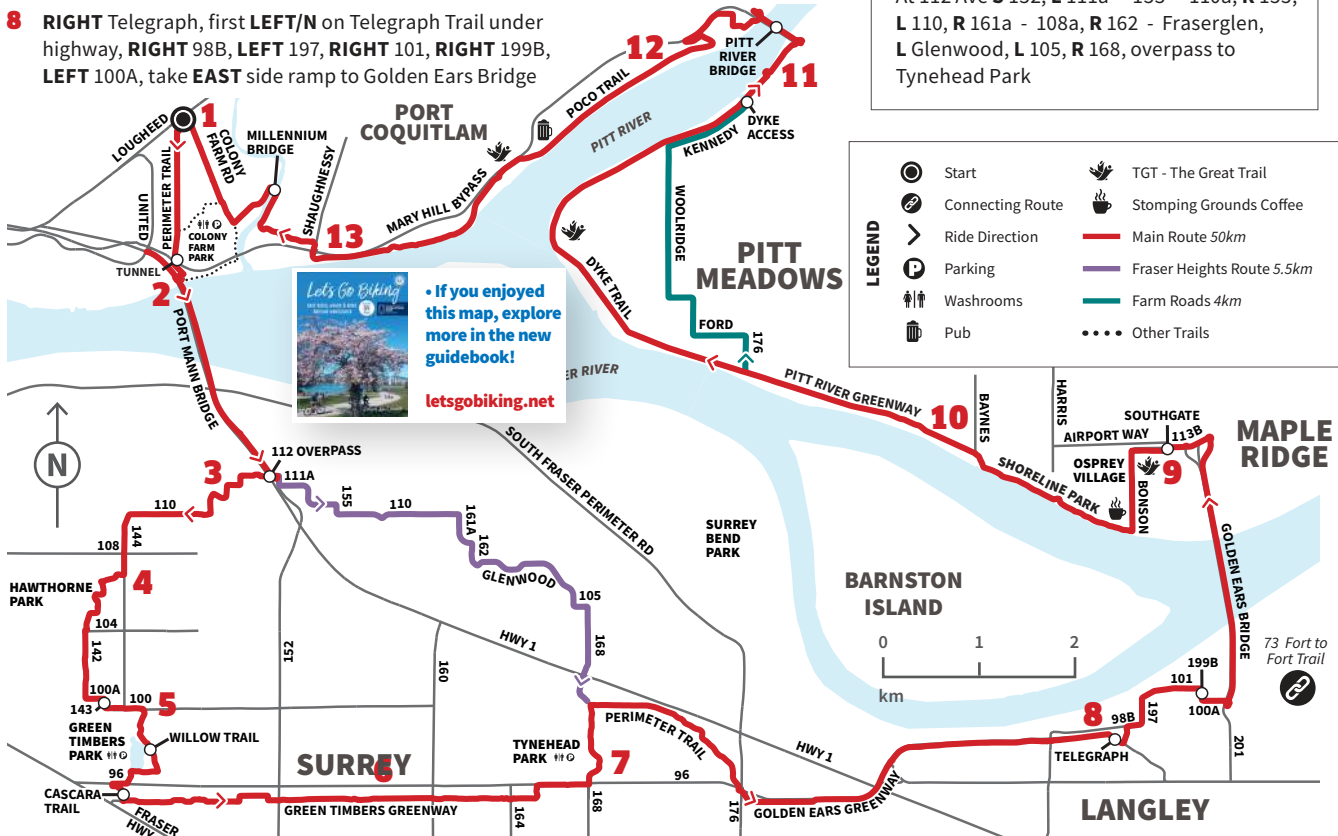 8 RIGHT Telegraph, first LEFT/N on Telegraph Trail under
highway, RIGHT 98B, LEFT 197, RIGHT 101, RIGHT 199B,
LEFT 100A, take EAST side ramp to Golden Ears Bridge
L 110, R 161a - 108a, R 162 - Fraserglen,
L Glenwood, L 105, R 168, overpass to
Tynehead Park
LEGEND
Start
Connecting Route
Ride Direction
P Parking
Washrooms
Pub
TGT - The Great Trail
Stomping Grounds Coffee
Main Route 50km
Fraser Heights Route 5.5km
Farm Roads 4km
Other Trails
12
PITT
RIVER
BRIDGE
11
POCO TRAIL
PITT RIVER
DYKE
ACCESS
KENNEDY
1
LOUGHEED
COLONY
FARM RD
MILLENNIUM
BRIDGE
PORT
COQUITLAM
SHAUGHNESSY
MARY HILL BYPASS
13
UNITED
PERIMETER TRAIL
P
COLONY
FARM
PARK
TUNNEL
2
PORT MANN BRIDGE
WOOLRIDGE
PITT
MEADOWS
DYKE TRAIL
FORD
176
Let's Go Biking
• If you enjoyed
this map, explore
more in the new
guidebook!
letsgobiking.net
ER RIVER
PITT RIVER GREENWAY
10
BAYNES
HARRIS
SOUTHGATE
113B
AIRPORT WAY
MAPLE
RIDGE
OSPREY
VILLAGE
9
BONSON
SHORELINE PARK
GOLDEN EARS BRIDGE
N
112 OVERPASS
3
111A
155
110
161A
162
GLENWOOD
105
168
SOUTH FRASER PERIMETER RD
SURREY
BEND
PARK
BARNSTON
ISLAND
0 1 2
km
110
144
108
HAWTHORNE
PARK
4
104
142
100A
143
100
5
GREEN
TIMBERS
PARK P
WILLOW TRAIL
152
160
HWY 1
SURREY
6
96
CASCARA
TRAIL
FRASER
HWY
GREEN TIMBERS GREENWAY
164
TYNEHEAD
PARK P
7
168
PERIMETER TRAIL
96
176
HWY 1
GOLDEN EARS GREENWAY
8
98B
TELEGRAPH
197
101
199B
100A
201
73 Fort to
Fort Trail
LANGLEY